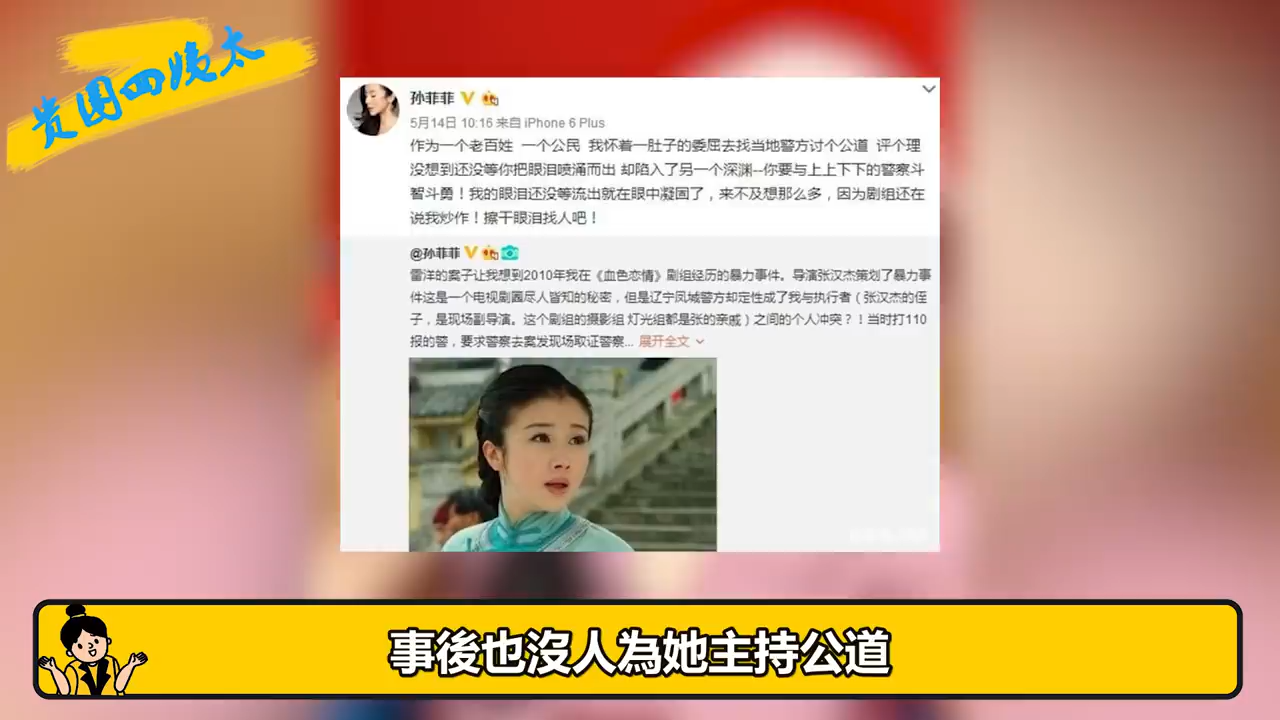 贵圈四姨太
孙菲菲
5月14日 10:16 来自 iPhone 6 Plus
作为一个老百姓 一个公民 我怀着一肚子的委屈去找当地警方讨个公道 评个理
没想到还没等你把眼泪喷涌而出 却陷入了另一个深渊--你要与上上下下的警察斗
智斗勇！我的眼泪还没等流出就在眼中凝固了，来不及想那么多，因为剧组还在
说我炒作！擦干眼泪找人吧！
@孙菲菲
雷洋的案子让我想到2010年我在《血色恋情》剧组经历的暴力事件。导演张汉杰策划了暴力事
件这是一个电视剧圈尽人皆知的秘密，但是辽宁凤城警方却定性成了我与执行者（张汉杰的侄
子，是现场副导演。这个剧组的摄影组 灯光组都是张的亲戚）之间的个人冲突？！当时打110
报的警，要求警察去案发现场取证警察... 展开全文
事後也沒人為她主持公道